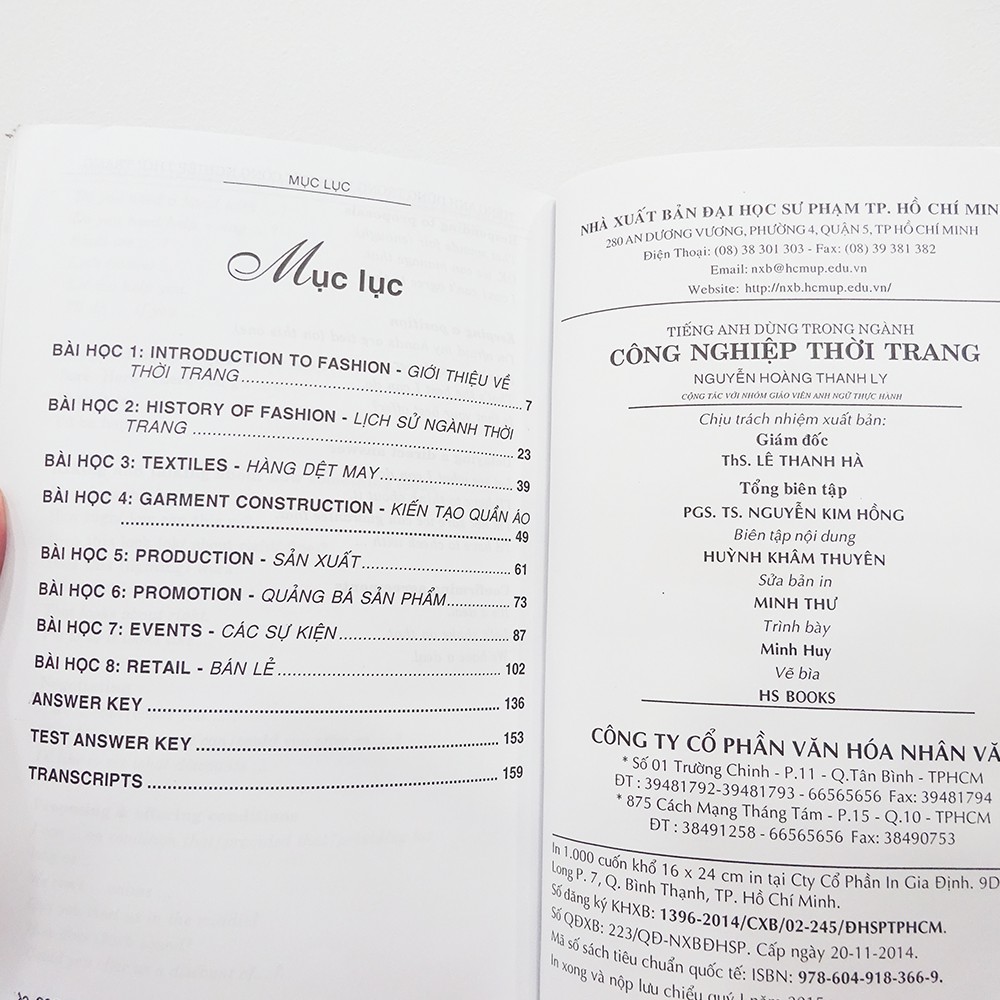 MỤC LỤC
Mục lục
BÀI HỌC 1: INTRODUCTION TO FASHION - GIỚI THIỆU VỀ
THỜI TRANG..........7
BÀI HỌC 2: HISTORY OF FASHION - LỊCH SỬ NGÀNH THỜI
TRANG ..........23
BÀI HỌC 3: TEXTILES - HÀNG DỆT MAY..........39
BÀI HỌC 4: GARMENT CONSTRUCTION - KIẾN TẠO QUẦN ÁO
..........49
BÀI HỌC 5: PRODUCTION - SẢN XUẤT..........61
BÀI HỌC 6: PROMOTION - QUẢNG BÁ SẢN PHẨM..........73
BÀI HỌC 7: EVENTS - CÁC SỰ KIỆN..........87
BÀI HỌC 8: RETAIL - BÁN LẺ..........102
ANSWER KEY..........136
TEST ANSWER KEY..........153
TRANSCRIPTS..........159
NHÀ XUẤT BẢN ĐẠI HỌC SƯ PHẠM TP. HỒ CHÍ MIN
280 AN DƯƠNG VƯƠNG, PHƯỜNG 4, QUẬN 5, TP HỒ CHÍ MINH
Điện Thoại: (08) 38 301 303 - Fax: (08) 39 381 382
Email: nxb@hcmup.edu.vn
Website: http://nxb.hcmup.edu.vn/
TIẾNG ANH DÙNG TRONG NGÀNH
CÔNG NGHIỆP THỜI TRANG
NGUYỄN HOÀNG THANH LY
CỘNG TÁC VỚI NHÓM GIÁO VIÊN ANH NGỮ THỰC HÀNH
Chịu trách nhiệm xuất bản:
Giám đốc
ThS. LÊ THANH HÀ
Tổng biên tập
PGS. TS. NGUYỄN KIM HỒNG
Biên tập nội dung
HUỲNH KHÂM THUYÊN
Sửa bản in
MINH THƯ
Trình bày
Minh Huy
Vẽ bìa
HS BOOKS
CÔNG TY CỔ PHẦN VĂN HÓA NHÂN VĂ
* Số 01 Trường Chinh - P.11 - Q.Tân Bình - TPHCM
ĐT : 39481792-39481793 - 66565656 Fax: 39481794
* 875 Cách Mạng Tháng Tám - P.15 - Q.10 - TPHCM
ĐT : 38491258 - 66565656 Fax: 38490753
In 1.000 cuốn khổ 16 x 24 cm in tại Cty Cổ Phần In Gia Định. 9D
Long P. 7, Q. Bình Thạnh, TP. Hồ Chí Minh.
Số đăng ký KHXB: 1396-2014/CXB/02-245/ĐHSPTPHCM.
Số QĐXB: 223/QĐ-NXBĐHSP. Cấp ngày 20-11-2014.
Mã số sách tiêu chuẩn quốc tế: ISBN: 978-604-918-366-9.
In xong và nộp lưu chiểu quý I năm 2015